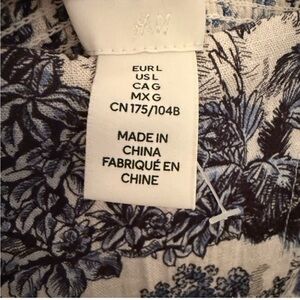 H&M
EUR L
US L
CA G
MX G
CN 175/104B
MADE IN
CHINA
FABRIQUÉ EN
CHINE